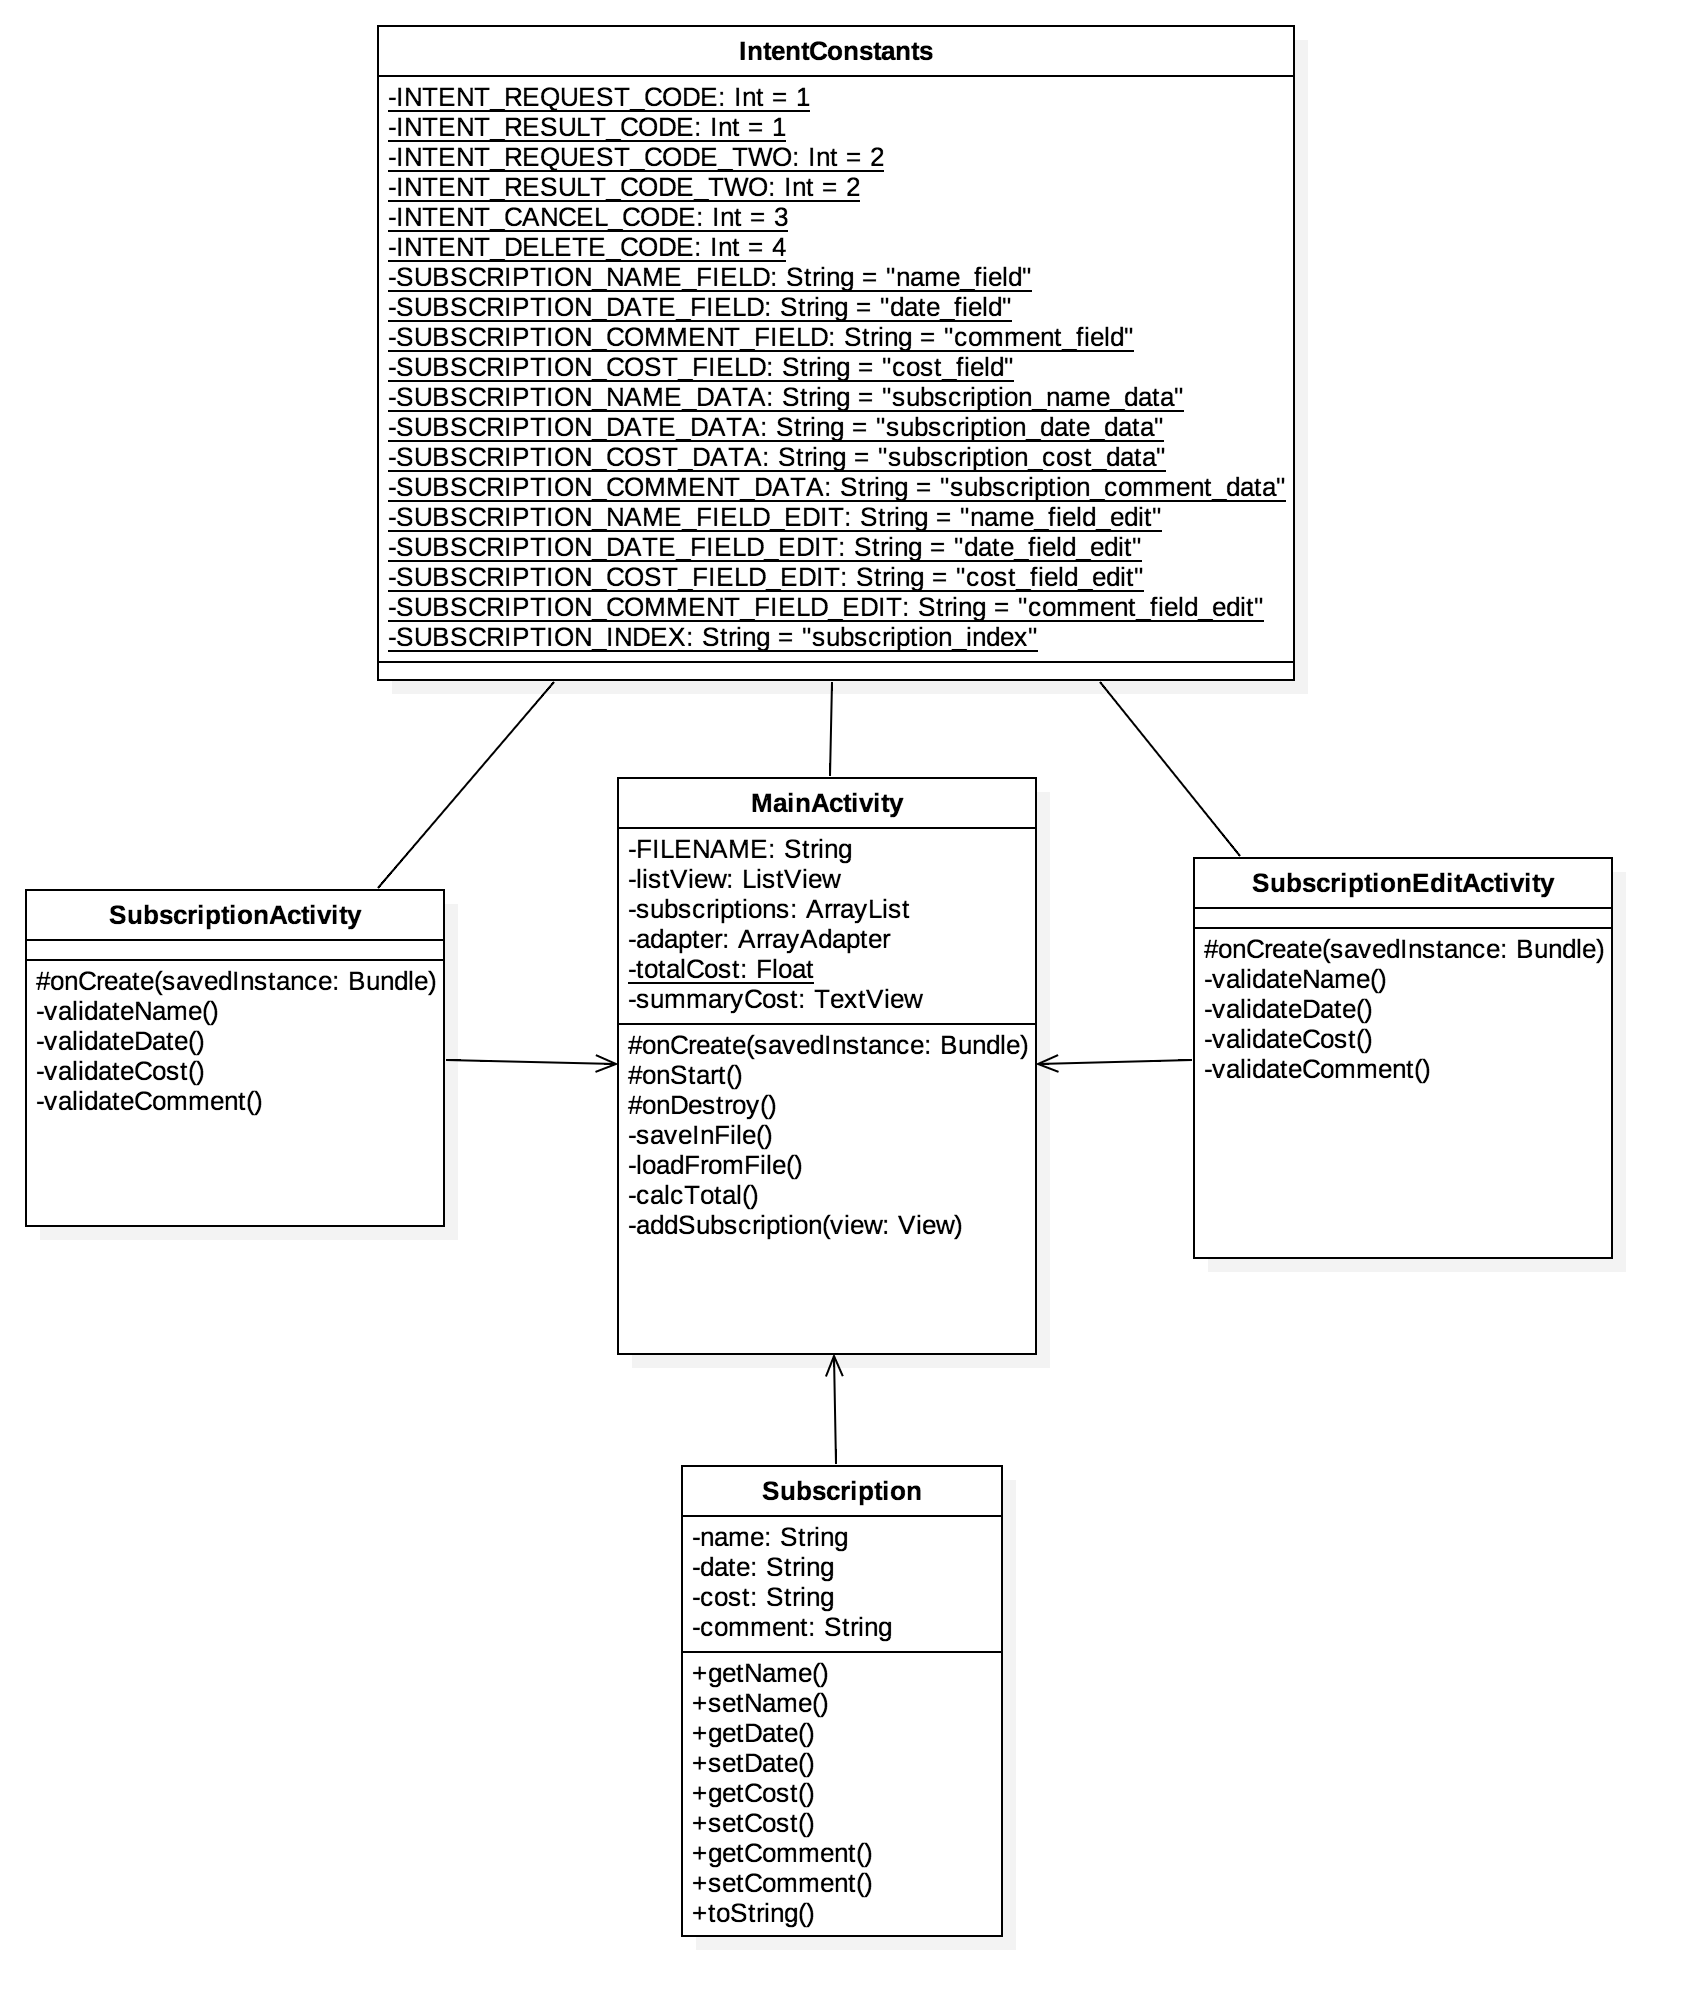 IntentConstants
-INTENT_REQUEST_CODE: Int = 1
-INTENT_RESULT_CODE: Int = 1
-INTENT_REQUEST_CODE_TWO: Int = 2
-INTENT_RESULT_CODE_TWO: Int = 2
-INTENT_CANCEL_CODE: Int = 3
-INTENT_DELETE_CODE: Int = 4
-SUBSCRIPTION_NAME_FIELD: String = "name_field"
-SUBSCRIPTION_DATE_FIELD: String = "date_field"
-SUBSCRIPTION_COMMENT_FIELD: String = "comment_field"
-SUBSCRIPTION_COST_FIELD: String = "cost_field"
-SUBSCRIPTION_NAME_DATA: String = "subscription_name_data"
-SUBSCRIPTION_DATE_DATA: String = "subscription_date_data"
-SUBSCRIPTION_COST_DATA: String = "subscription_cost_data"
-SUBSCRIPTION_COMMENT_DATA: String = "subscription_comment_data"
-SUBSCRIPTION_NAME_FIELD_EDIT: String = "name_field_edit"
-SUBSCRIPTION_DATE_FIELD_EDIT: String = "date_field_edit"
-SUBSCRIPTION_COST_FIELD_EDIT: String = "cost_field_edit"
-SUBSCRIPTION_COMMENT_FIELD_EDIT: String = "comment_field_edit"
-SUBSCRIPTION_INDEX: String = "subscription_index"
SubscriptionActivity
#onCreate(savedInstance: Bundle)
-validateName()
-validateDate()
-validateCost()
-validateComment()
MainActivity
-FILENAME: String
-listView: ListView
-subscriptions: ArrayList
-adapter: ArrayAdapter
-totalCost: Float
-summaryCost: TextView
#onCreate(savedInstance: Bundle)
#onStart()
#onDestroy()
-saveInFile()
-loadFromFile()
-calcTotal()
-addSubscription(view: View)
SubscriptionEditActivity
#onCreate(savedInstance: Bundle)
-validateName()
-validateDate()
-validateCost()
-validateComment()
Subscription
-name: String
-date: String
-cost: String
-comment: String
+getName()
+setName()
+getDate()
+setDate()
+getCost()
+setCost()
+getComment()
+setComment()
+toString()